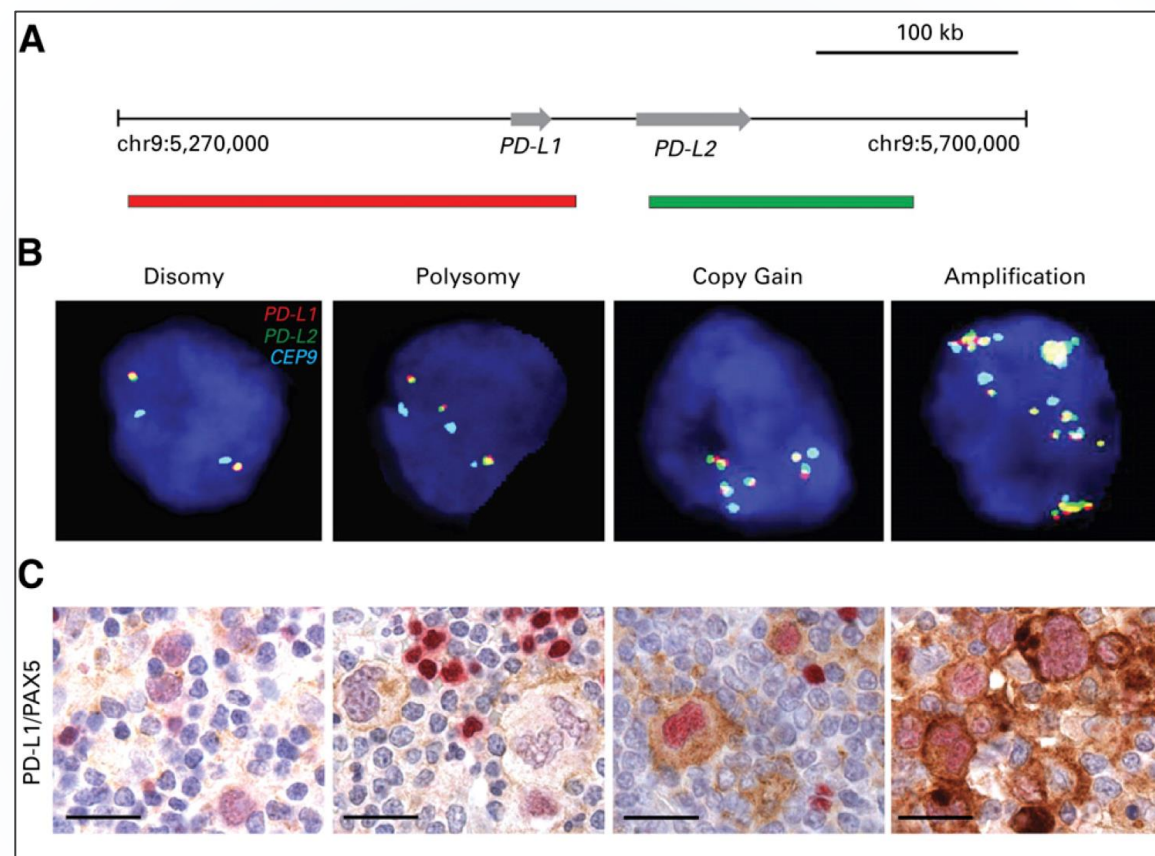 A
100 kb
chr9:5,270,000
PD-L1
PD-L2
chr9:5,700,000
B
Disomy
Polysomy
Copy Gain
Amplification
PD-L1
PD-L2
CEP9
C
PD-L1/PAX5